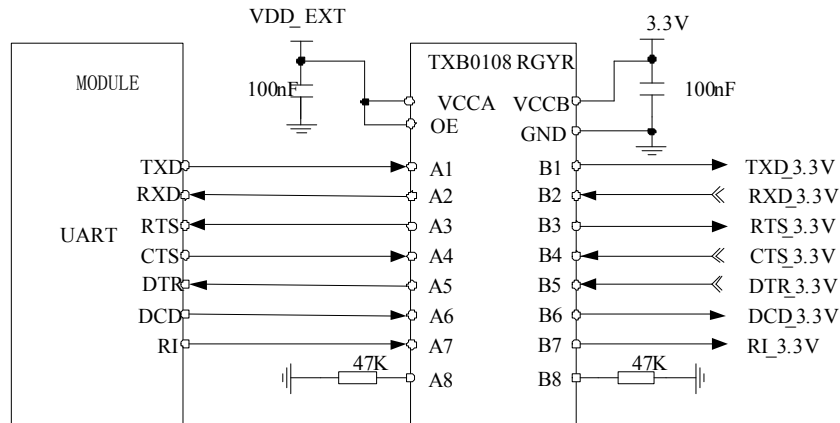 VDD_EXT
3.3V
MODULE
TXB0108 RGYR
100nF
VCCA
VCCB
100nF
OE
GND
TXD
A1
B1
TXD_3.3V
RXD
A2
B2
RXD_3.3V
UART
RTS
A3
B3
RTS_3.3V
CTS
A4
B4
CTS_3.3V
DTR
A5
B5
DTR_3.3V
DCD
A6
B6
DCD_3.3V
RI
A7
B7
RI_3.3V
47K
A8
B8
47K